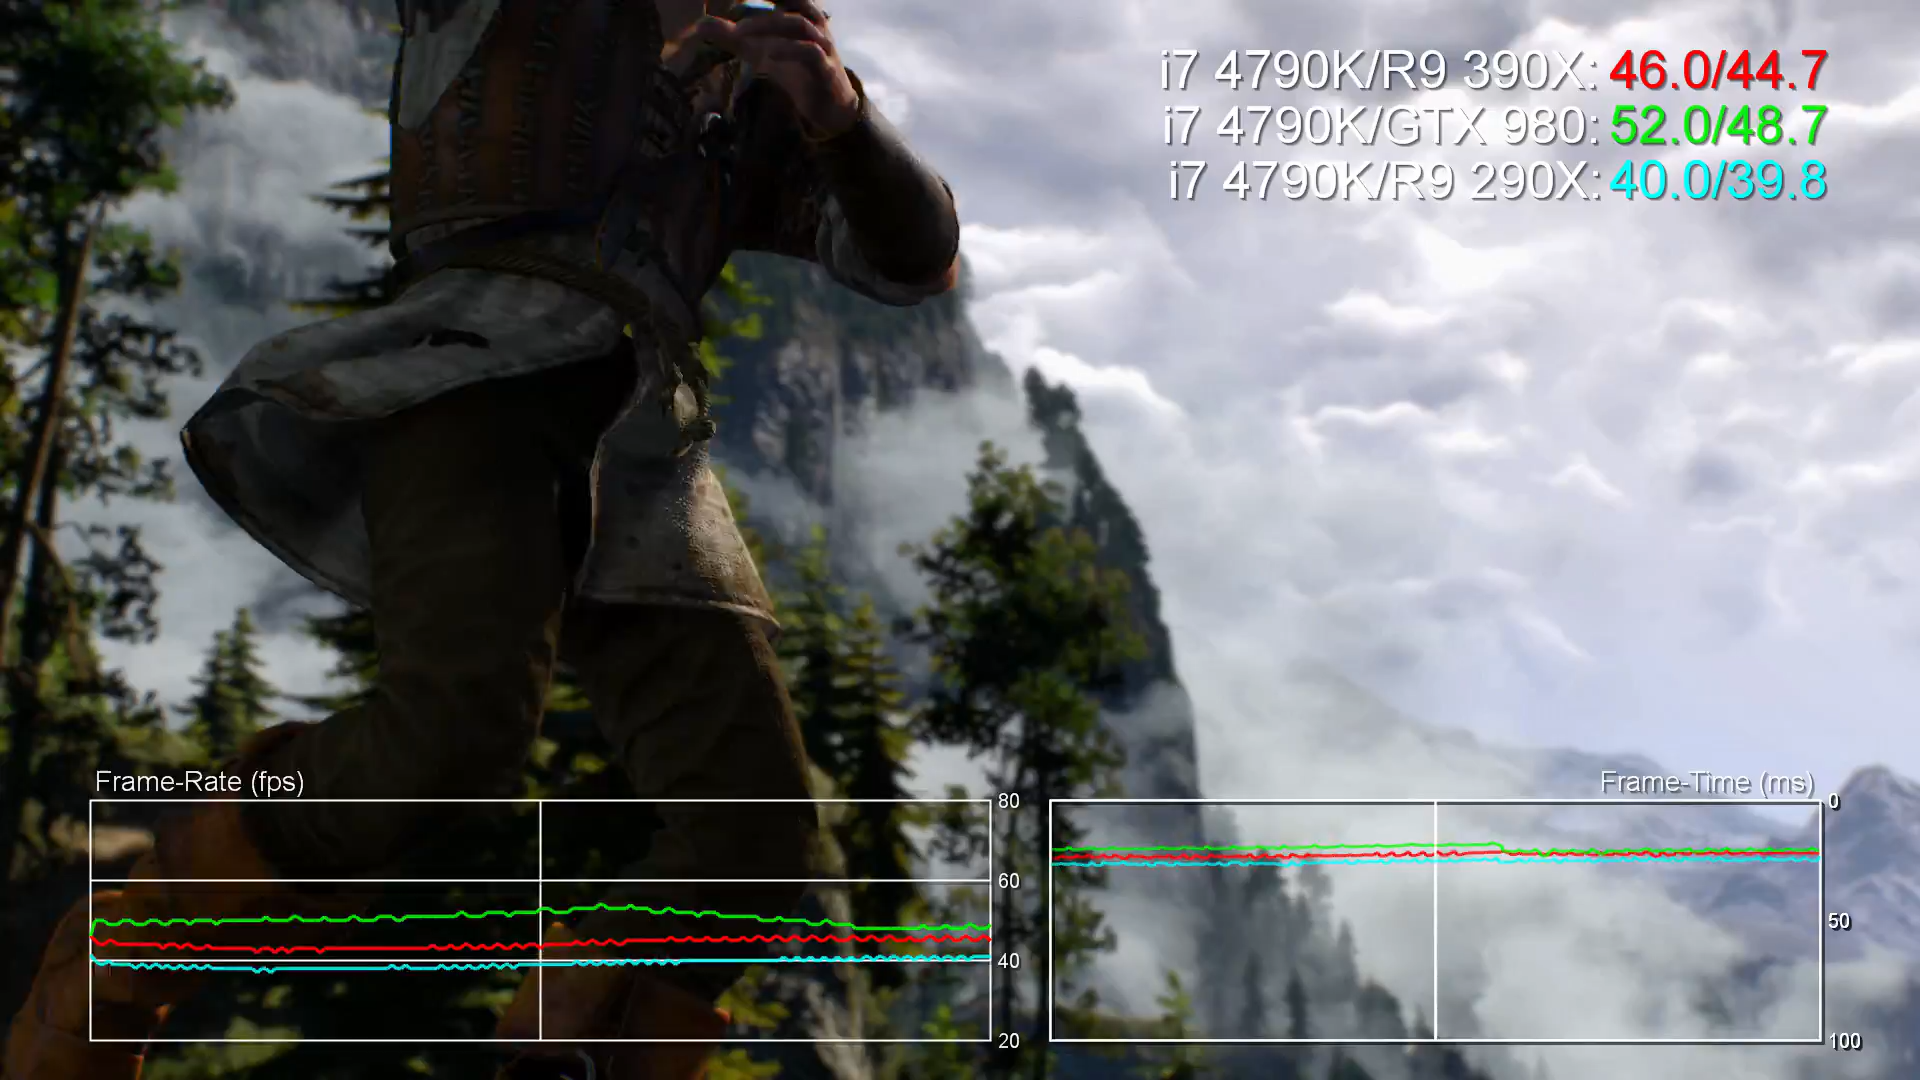 i7 4790K/R9 390X: 46.0/44.7
i7 4790K/GTX 980: 52.0/48.7
i7 4790K/R9 290X: 40.0/39.8
Frame-Rate (fps)
80
60
40
20
Frame-Time (ms)
0
50
100